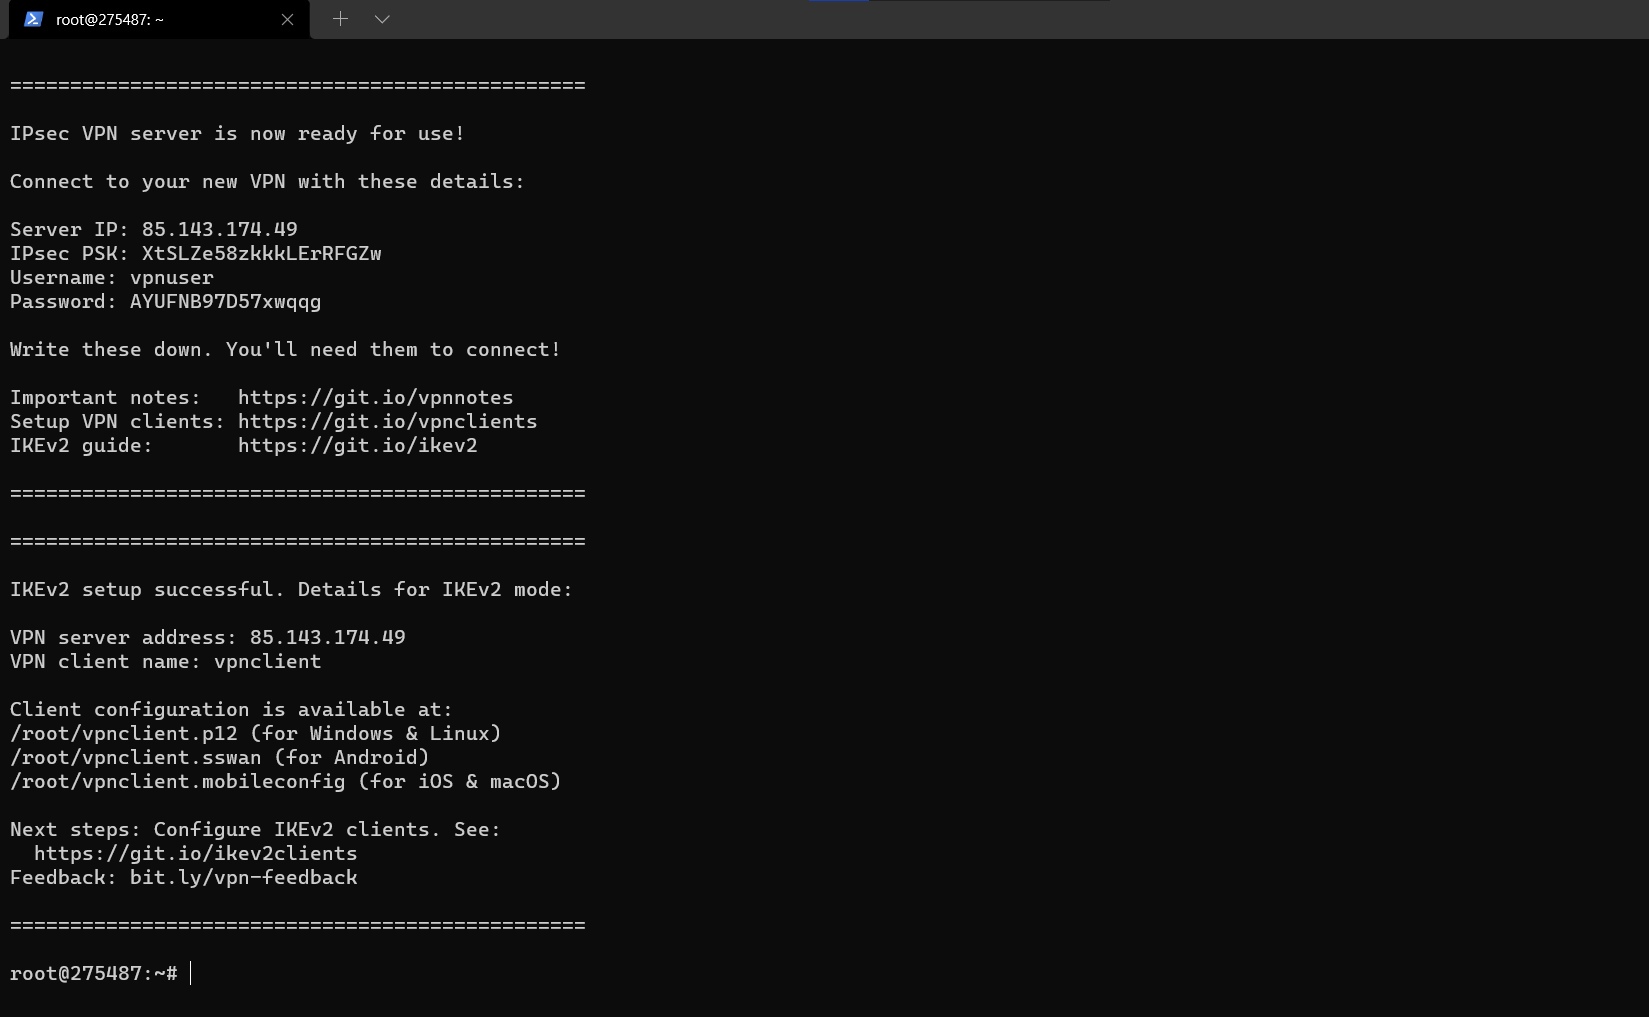 root@275487: ~
================================================
IPsec VPN server is now ready for use!
Connect to your new VPN with these details:
Server IP: 85.143.174.49
IPsec PSK: XtSLZe58zkkkLErRFGZw
Username: vpnuser
Password: AYUFNB97D57xwqqg
Write these down. You'll need them to connect!
Important notes:   https://git.io/vpnnotes
Setup VPN clients: https://git.io/vpnclients
IKEv2 guide:       https://git.io/ikev2
================================================
================================================
IKEv2 setup successful. Details for IKEv2 mode:
VPN server address: 85.143.174.49
VPN client name: vpnclient
Client configuration is available at:
/root/vpnclient.p12 (for Windows & Linux)
/root/vpnclient.sswan (for Android)
/root/vpnclient.mobileconfig (for iOS & macOS)
Next steps: Configure IKEv2 clients. See:
  https://git.io/ikev2clients
Feedback: bit.ly/vpn-feedback
================================================
root@275487:~#